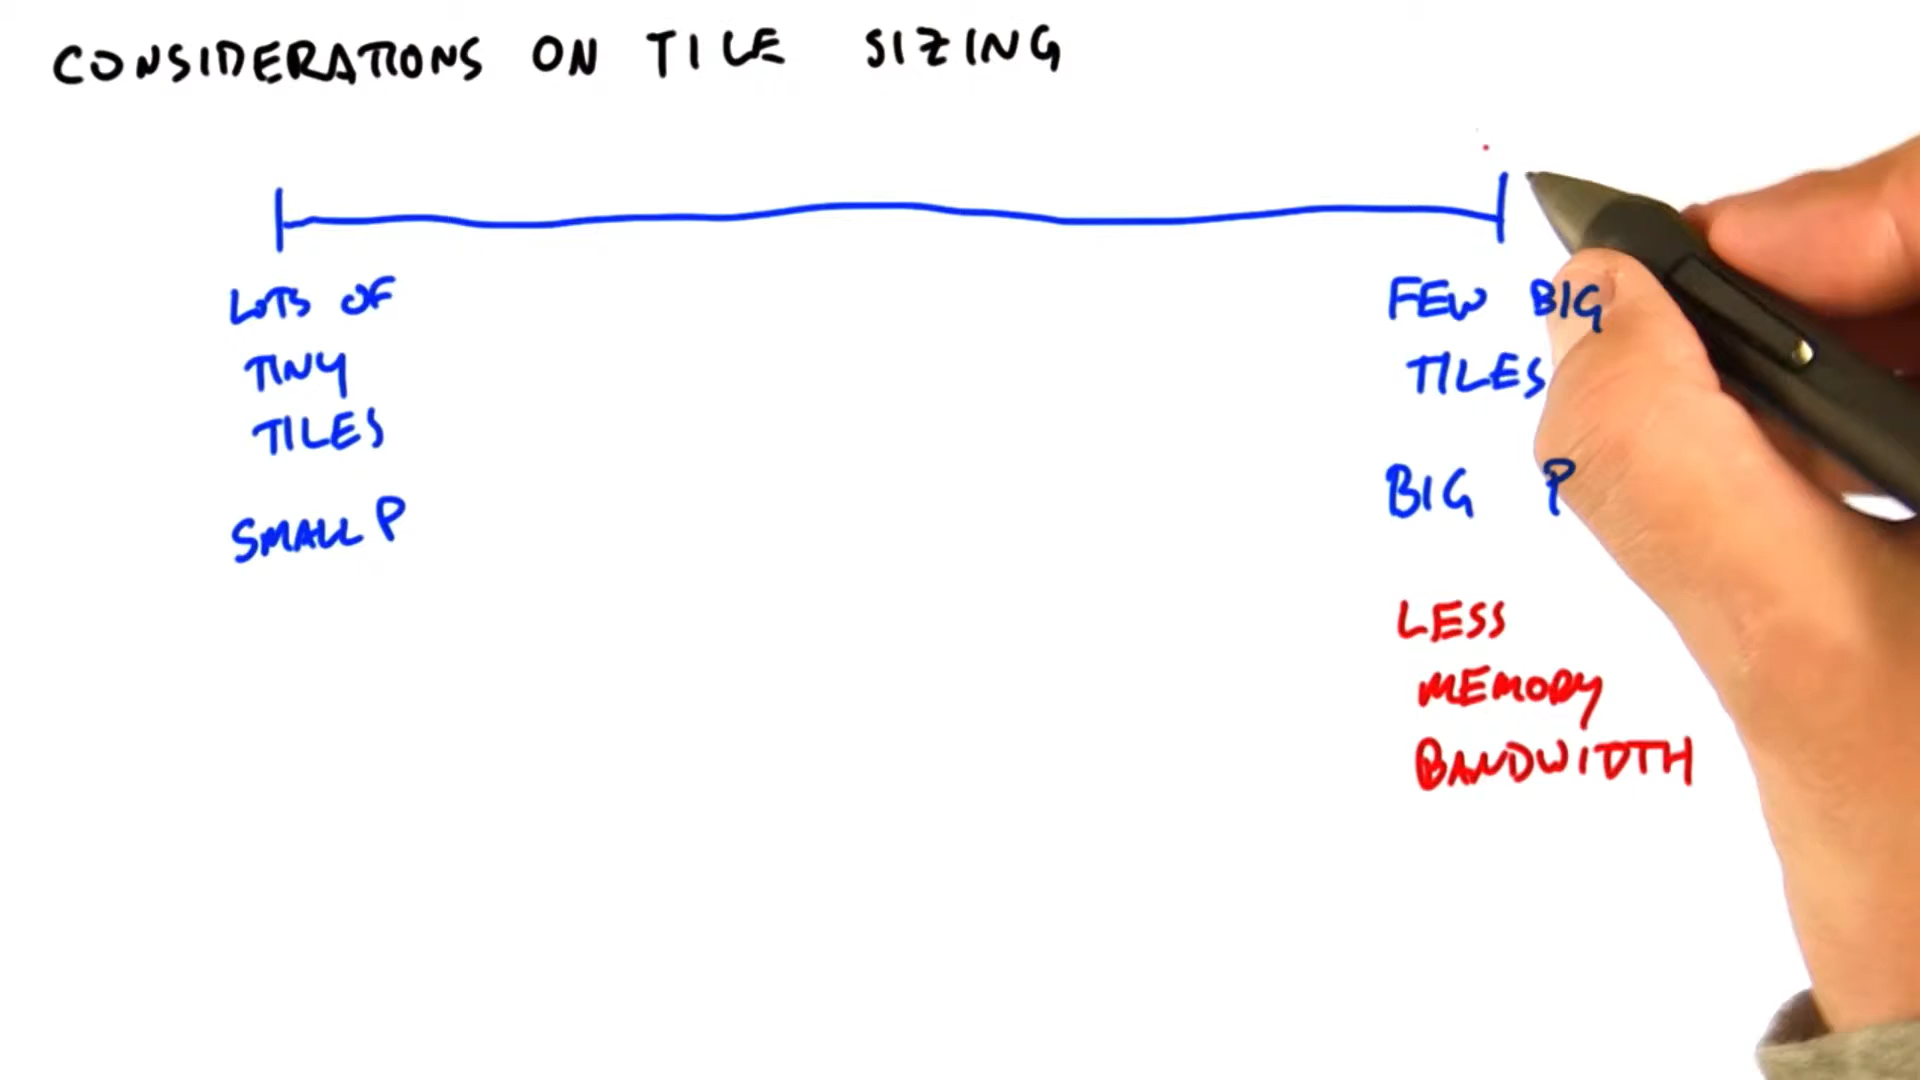 CONSIDERATIONS ON TILE SIZING
LOTS OF
TINY
TILES
SMALL P
FEW BIG
TILES
BIG P
LESS
MEMORY
BANDWIDTH